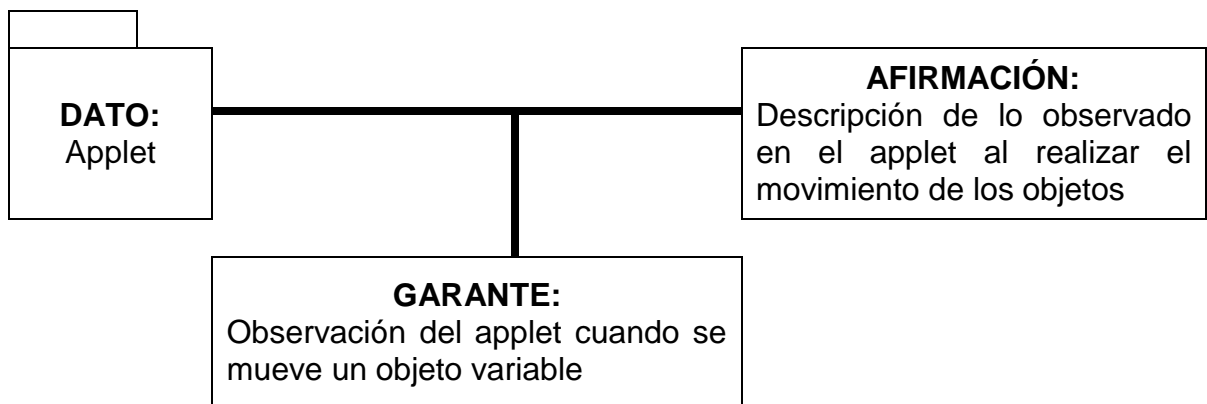 DATO:
Applet
AFIRMACIÓN:
Descripción de lo observado
en el applet al realizar el
movimiento de los objetos
GARANTE:
Observación del applet cuando se
mueve un objeto variable